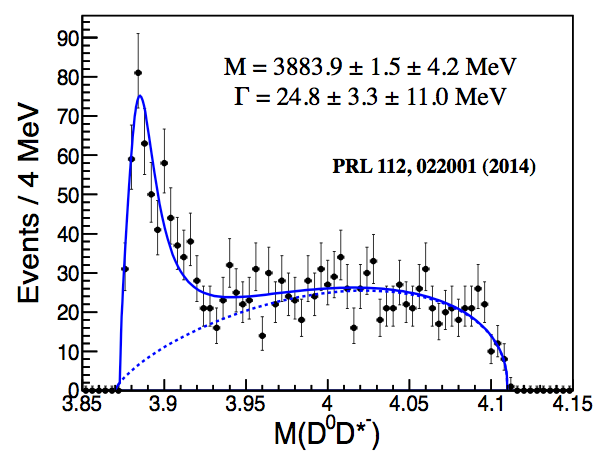 M = 3883.9 ± 1.5 ± 4.2 MeV
Γ = 24.8 ± 3.3 ± 11.0 MeV
PRL 112, 022001 (2014)
Events / 4 MeV
90
80
70
60
50
40
30
20
10
0
3.85 3.9 3.95 4 4.05 4.1 4.15
M(D⁰D*⁻)